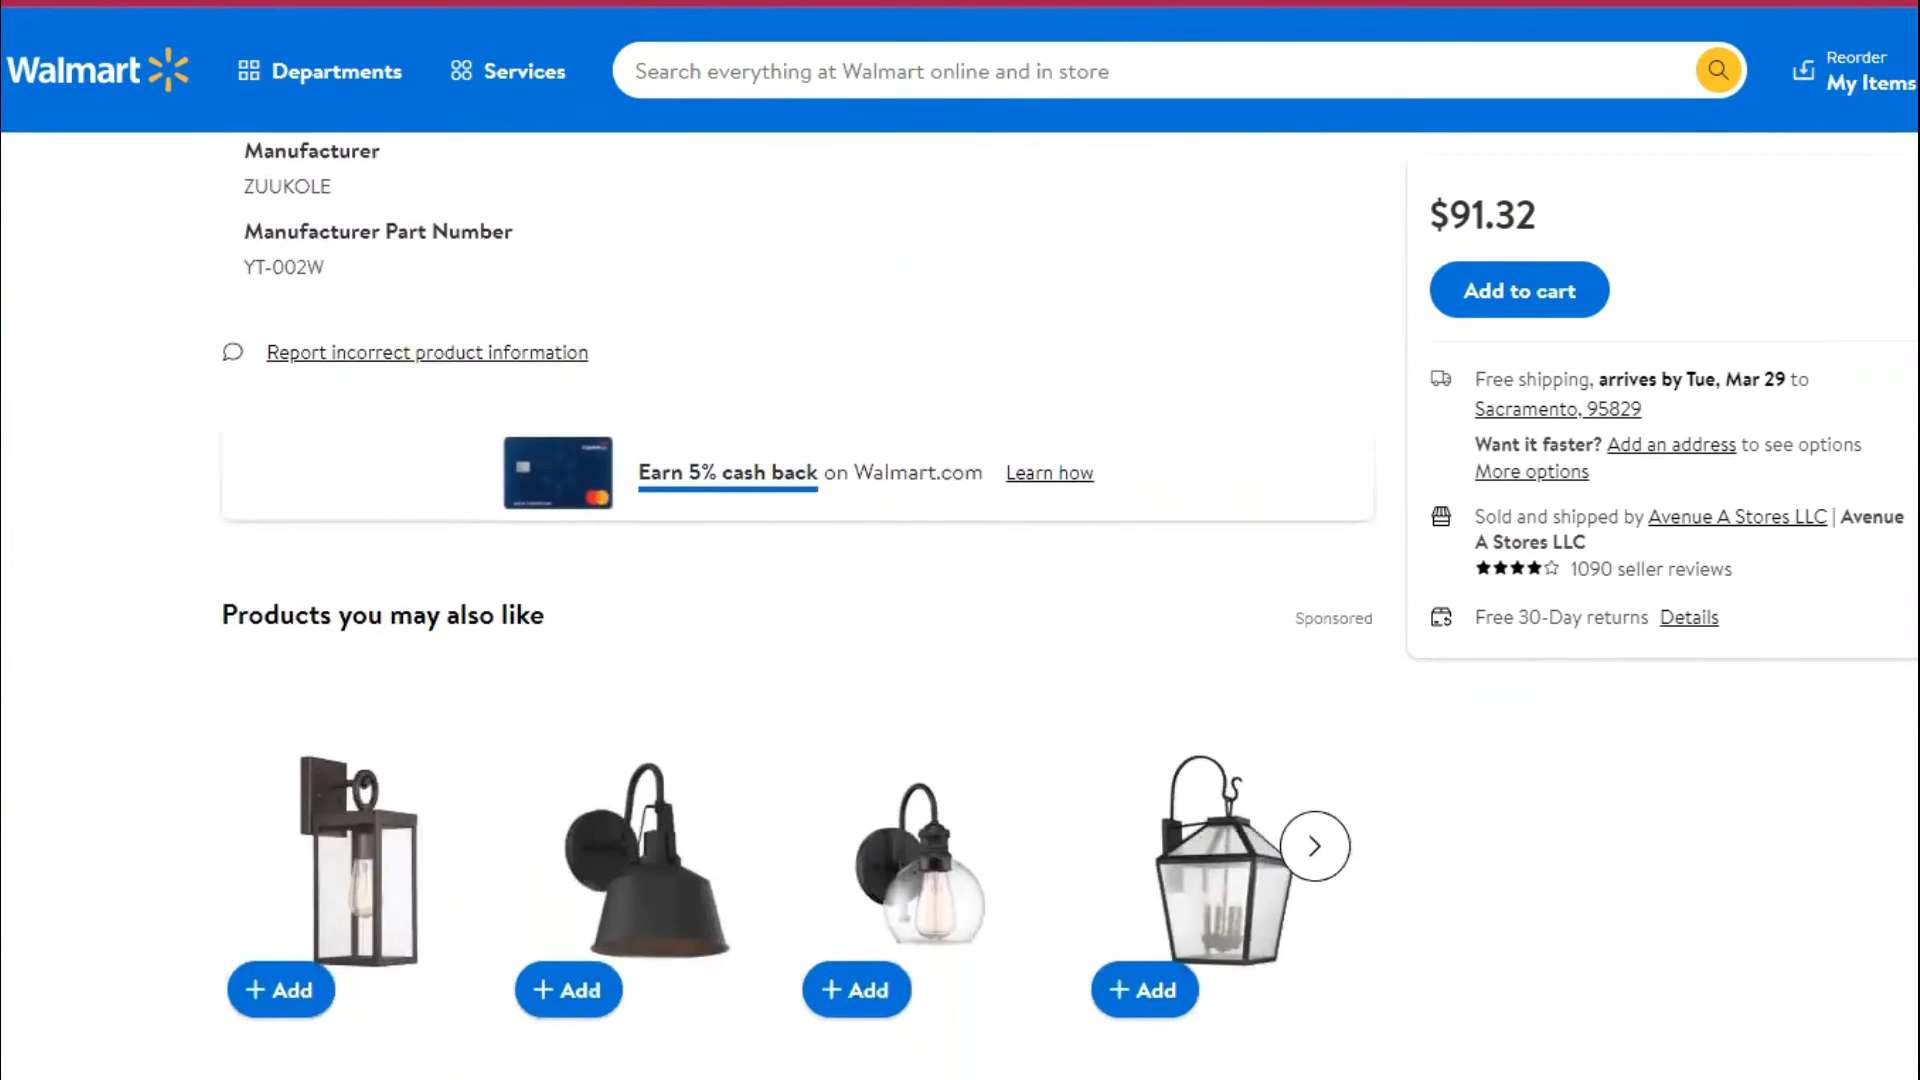 Walmart
Departments
Services
Search everything at Walmart online and in store
Reorder
My Items
Manufacturer
ZUUKOLE
Manufacturer Part Number
YT-002W
Report incorrect product information
Earn 5% cash back on Walmart.com Learn how
Products you may also like
Sponsored
+ Add
+ Add
+ Add
+ Add
$91.32
Add to cart
Free shipping, arrives by Tue, Mar 29 to
Sacramento, 95829
Want it faster? Add an address to see options
More options
Sold and shipped by Avenue A Stores LLC | Avenue
A Stores LLC
1090 seller reviews
Free 30-Day returns Details